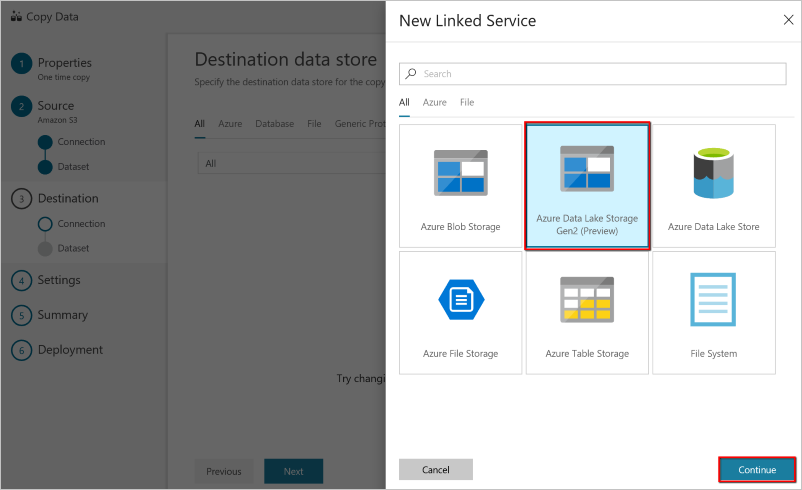 Copy Data
1
Properties
One time copy
2
Source
Amazon S3
Connection
Dataset
3
Destination
Connection
Dataset
4
Settings
5
Summary
6
Deployment
Destination data store
Specify the destination data store for the copy
All Azure Database File Generic Prot
All
Try changi
Previous Next
New Linked Service
Search
All Azure File
Azure Blob Storage
Azure Data Lake Storage
Gen2 (Preview)
Azure Data Lake Store
Azure File Storage
Azure Table Storage
File System
Cancel Continue